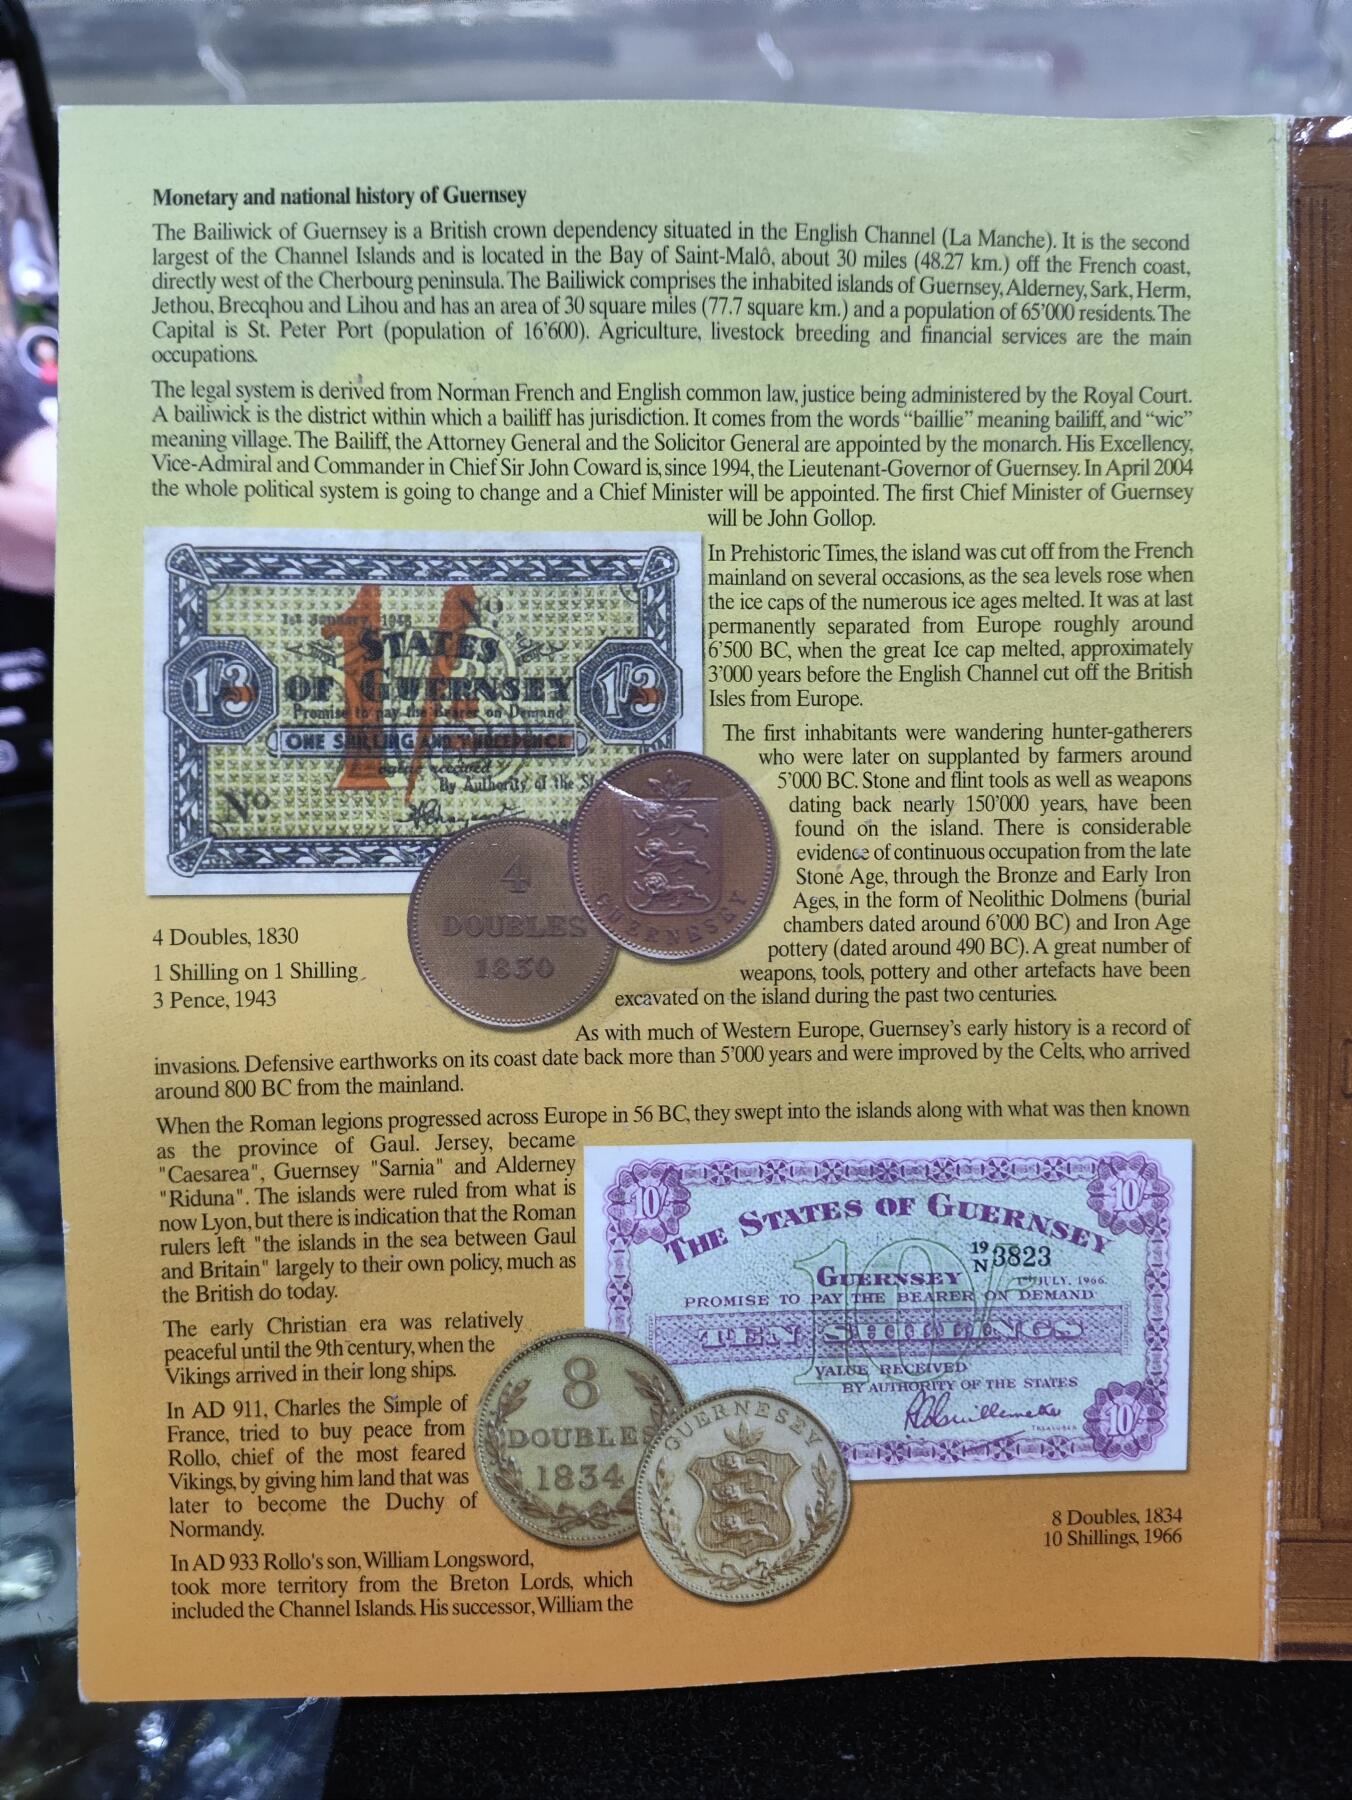 Monetary and national history of Guernsey
The Bailiwick of Guernsey is a British crown dependency situated in the English Channel (La Manche). It is the second
largest of the Channel Islands and is located in the Bay of Saint-Malô, about 30 miles (48.27 km.) off the French coast,
directly west of the Cherbourg peninsula. The Bailiwick comprises the inhabited islands of Guernsey, Alderney, Sark, Herm,
Jethou, Brecqhou and Lihou and has an area of 30 square miles (77.7 square km.) and a population of 65'000 residents. The
Capital is St. Peter Port (population of 16'600). Agriculture, livestock breeding and financial services are the main
occupations.
The legal system is derived from Norman French and English common law, justice being administered by the Royal Court.
A bailiwick is the district within which a bailiff has jurisdiction. It comes from the words “baillie” meaning bailiff, and “wic”
meaning village. The Bailiff, the Attorney General and the Solicitor General are appointed by the monarch. His Excellency,
Vice-Admiral and Commander in Chief Sir John Coward is, since 1994, the Lieutenant-Governor of Guernsey. In April 2004
the whole political system is going to change and a Chief Minister will be appointed. The first Chief Minister of Guernsey
will be John Gollop.
In Prehistoric Times, the island was cut off from the French
mainland on several occasions, as the sea levels rose when
the ice caps of the numerous ice ages melted. It was at last
permanently separated from Europe roughly around
6'500 BC, when the great Ice cap melted, approximately
3'000 years before the English Channel cut off the British
Isles from Europe.
The first inhabitants were wandering hunter-gatherers
who were later on supplanted by farmers around
5'000 BC. Stone and flint tools as well as weapons
dating back nearly 150'000 years, have been
found on the island. There is considerable
evidence of continuous occupation from the late
Stone Age, through the Bronze and Early Iron
Ages, in the form of Neolithic Dolmens (burial
chambers dated around 6'000 BC) and Iron Age
pottery (dated around 490 BC). A great number of
weapons, tools, pottery and other artefacts have been
excavated on the island during the past two centuries.
No
1/
STATES
OF GUERNSEY
1/3
1/3
Promise to pay the Bearer on Demand
ONE SHILLING AND THREEPENCE
value received
By Authority of the St
No
4
DOUBLES
1830
GUERNESEY
4 Doubles, 1830
1 Shilling on 1 Shilling
3 Pence, 1943
As with much of Western Europe, Guernsey's early history is a record of
invasions. Defensive earthworks on its coast date back more than 5'000 years and were improved by the Celts, who arrived
around 800 BC from the mainland.
When the Roman legions progressed across Europe in 56 BC, they swept into the islands along with what was then known
as the province of Gaul. Jersey, became
"Caesarea", Guernsey "Sarnia" and Alderney
"Riduna". The islands were ruled from what is
now Lyon, but there is indication that the Roman
rulers left "the islands in the sea between Gaul
and Britain" largely to their own policy, much as
the British do today.
The early Christian era was relatively
peaceful until the 9th century, when the
Vikings arrived in their long ships.
In AD 911, Charles the Simple of
France, tried to buy peace from
Rollo, chief of the most feared
Vikings, by giving him land that was
later to become the Duchy of
Normandy.
In AD 933 Rollo's son, William Longsword,
took more territory from the Breton Lords, which
included the Channel Islands. His successor, William the
10/-
10/-
THE STATES OF GUERNSEY
19/N 3823
GUERNSEY 1st JULY, 1966.
PROMISE TO PAY THE BEARER ON DEMAND
10/-
TEN SHILLINGS
VALUE RECEIVED
BY AUTHORITY OF THE STATES
TREASURER
10/-
8
DOUBLES
1834
GUERNESEY
8 Doubles, 1834
10 Shillings, 1966